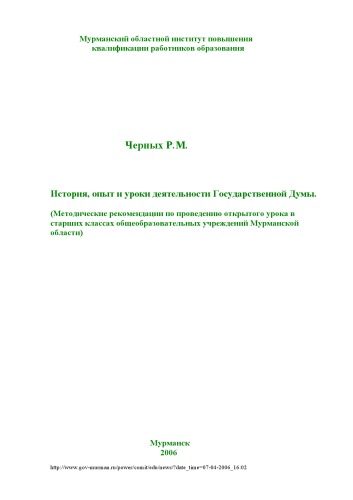 Мурманский областной институт повышения
квалификации работников образования
Черных Р.М.
История, опыт и уроки деятельности Государственной Думы.
(Методические рекомендации по проведению открытого урока в
старших классах общеобразовательных учреждений Мурманской
области)
Мурманск
2006
http://www.gov-murman.ru/power/comit/edu/news/?date_time=07-04-2006_16:02